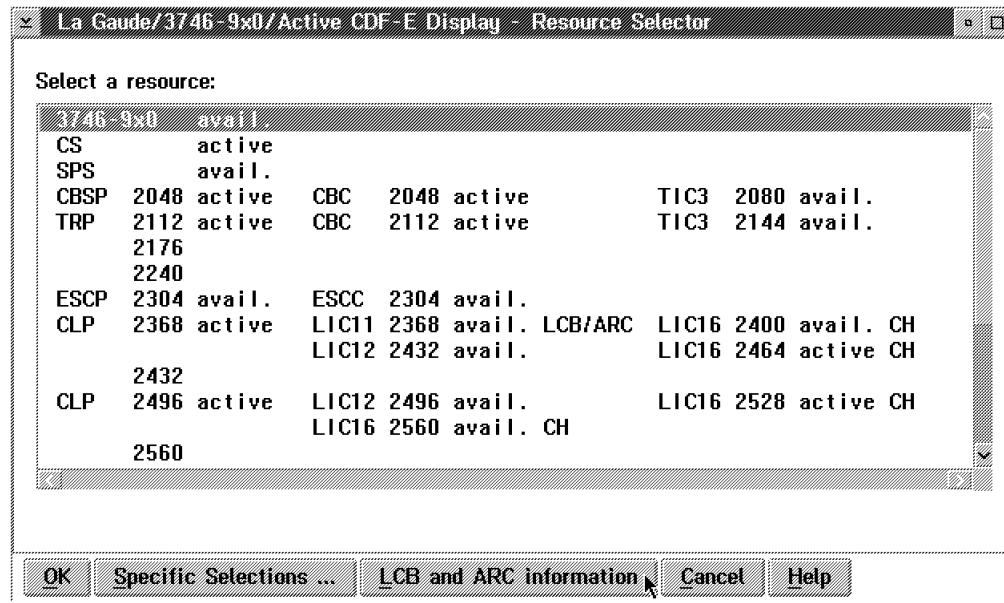 La Gaude/3746-9x0/Active CDF-E Display - Resource Selector
Select a resource:
3746-9x0 avail.
CS active
SPS avail.
CBSP 2048 active CBC 2048 active TIC3 2080 avail.
TRP 2112 active CBC 2112 active TIC3 2144 avail.
2176
2240
ESCP 2304 avail. ESCC 2304 avail.
CLP 2368 active LIC11 2368 avail. LCB/ARC LIC16 2400 avail. CH
LIC12 2432 avail. LIC16 2464 active CH
2432
CLP 2496 active LIC12 2496 avail. LIC16 2528 active CH
LIC16 2560 avail. CH
2560
OK Specific Selections ... LCB and ARC information Cancel Help